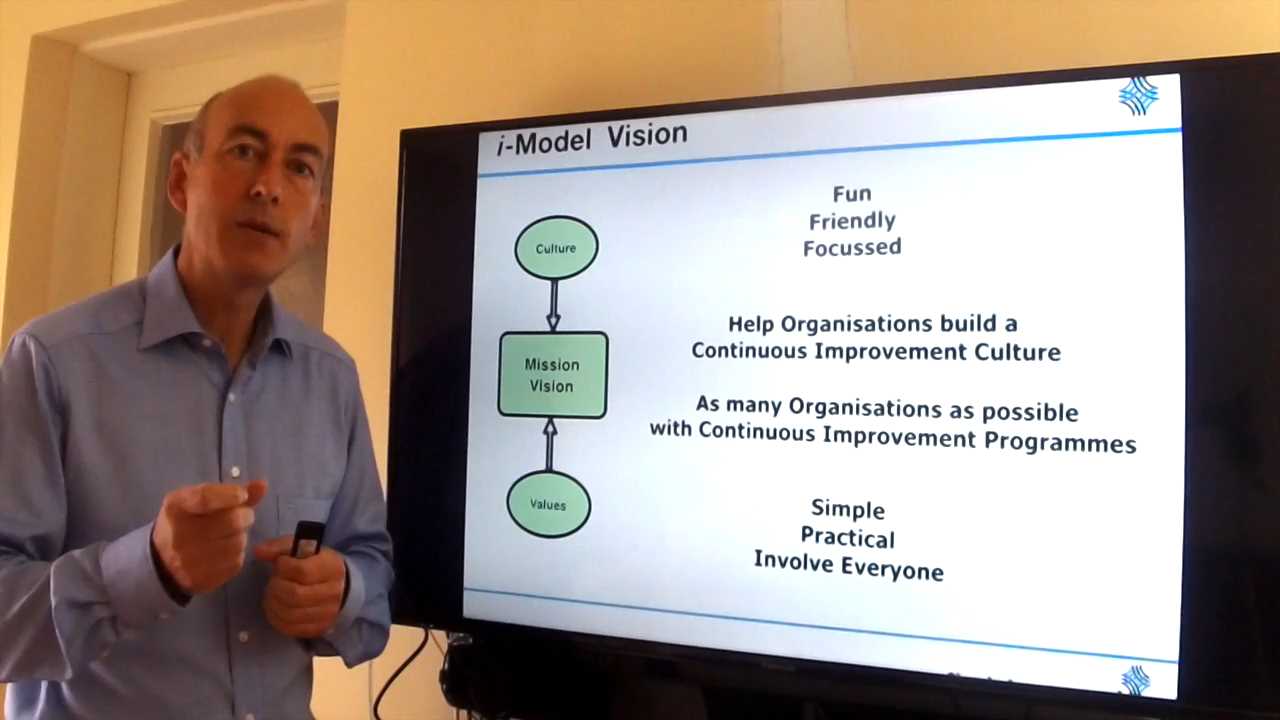 i-Model Vision
Culture
Fun
Friendly
Focussed
Mission
Vision
Help Organisations build a
Continuous Improvement Culture
As many Organisations as possible
with Continuous Improvement Programmes
Values
Simple
Practical
Involve Everyone